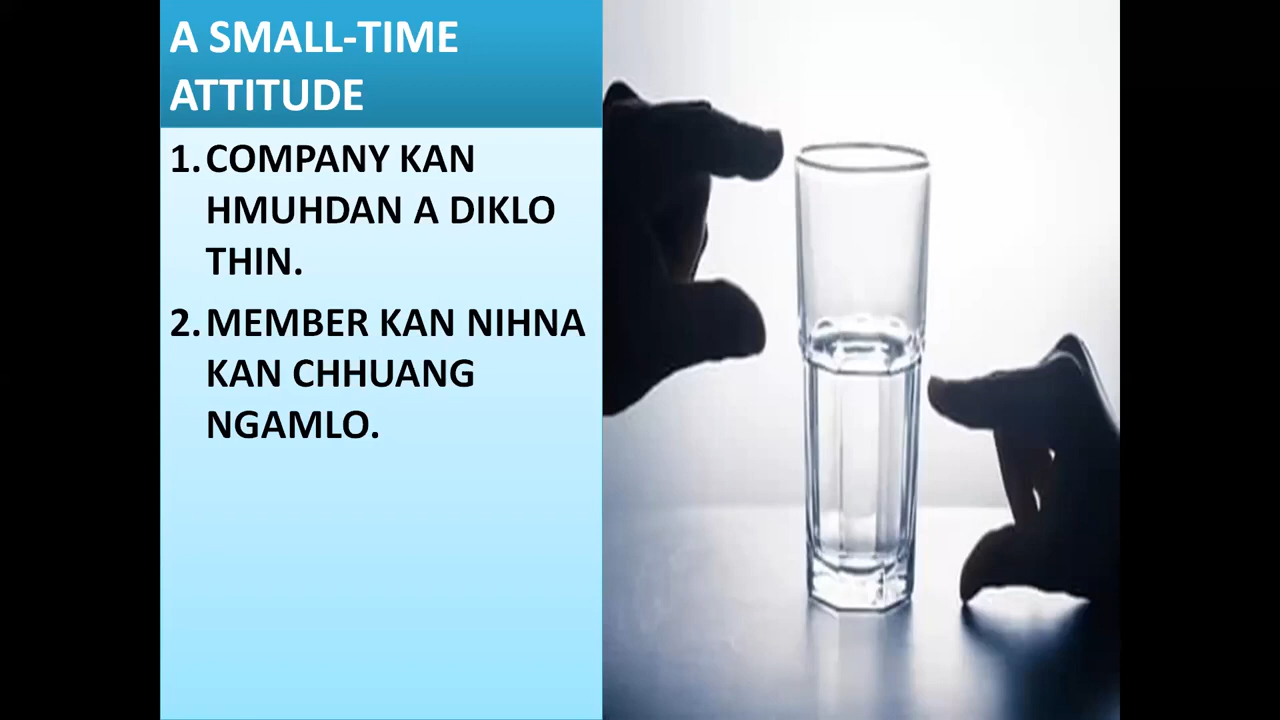 A SMALL-TIME
ATTITUDE
1. COMPANY KAN
HMUHDAN A DIKLO
THIN.
2. MEMBER KAN NIHNA
KAN CHHUANG
NGAMLO.